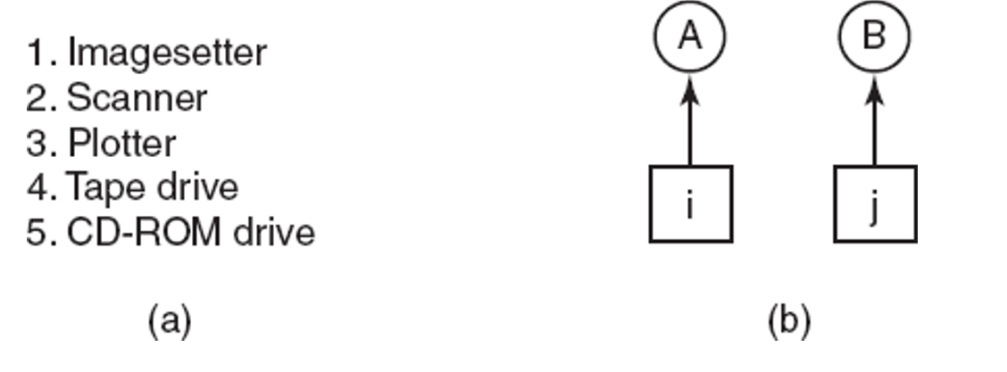 1. Imagesetter
2. Scanner
3. Plotter
4. Tape drive
5. CD-ROM drive
(a)
A B
i j
(b)